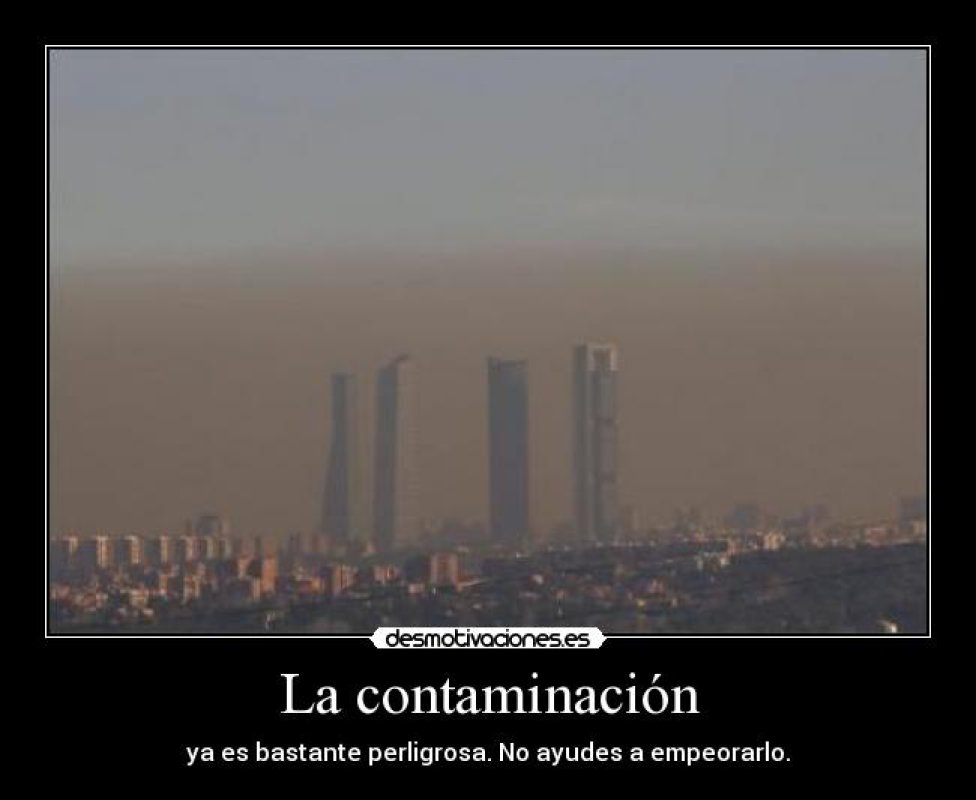 desmotivaciones.es
La contaminación
ya es bastante perligrosa. No ayudes a empeorarlo.